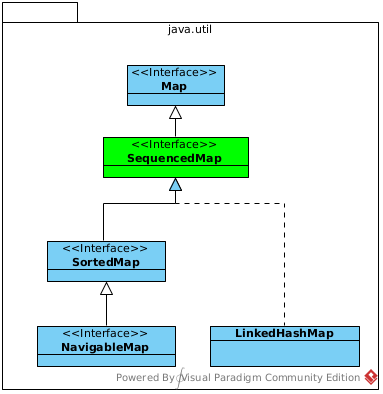 java.util
<<Interface>>
Map
<<Interface>>
SequencedMap
<<Interface>>
SortedMap
<<Interface>>
NavigableMap
LinkedHashMap
Powered By Visual Paradigm Community Edition